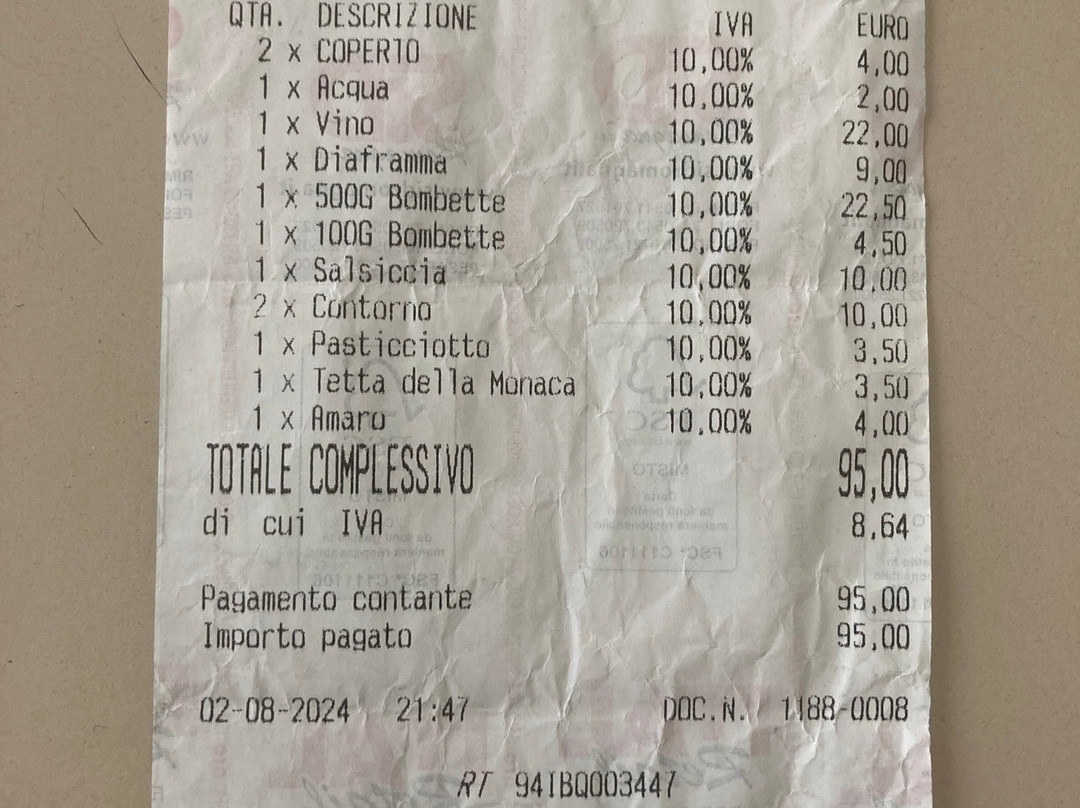 QTA. DESCRIZIONE IVA EURO
2 x COPERTO 10,00% 4,00
1 x Acqua 10,00% 2,00
1 x Vino 10,00% 22,00
1 x Diaframma 10,00% 9,00
1 x 500G Bombette 10,00% 22,50
1 x 100G Bombette 10,00% 4,50
1 x Salsiccia 10,00% 10,00
2 x Contorno 10,00% 10,00
1 x Pasticciotto 10,00% 3,50
1 x Tetta della Monaca 10,00% 3,50
1 x Amaro 10,00% 4,00
TOTALE COMPLESSIVO 95,00
di cui IVA 8,64
Pagamento contante 95,00
Importo pagato 95,00
02-08-2024 21:47 DOC.N. 1188-0008
RT 94IBQ003447